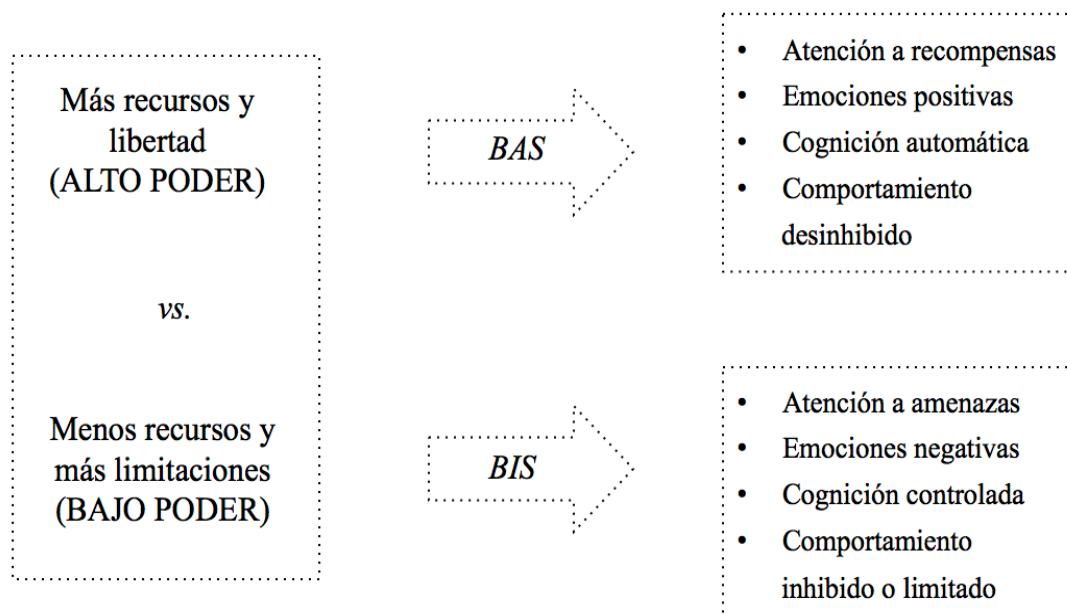 Más recursos y
libertad
(ALTO PODER)
vs.
Menos recursos y
más limitaciones
(BAJO PODER)
BAS
BIS
• Atención a recompensas
• Emociones positivas
• Cognición automática
• Comportamiento
desinhibido
• Atención a amenazas
• Emociones negativas
• Cognición controlada
• Comportamiento
inhibido o limitado